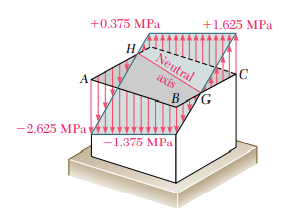 +0.375 MPa
+1.625 MPa
H
Neutral
axis
A
C
B
G
−2.625 MPa
−1.375 MPa